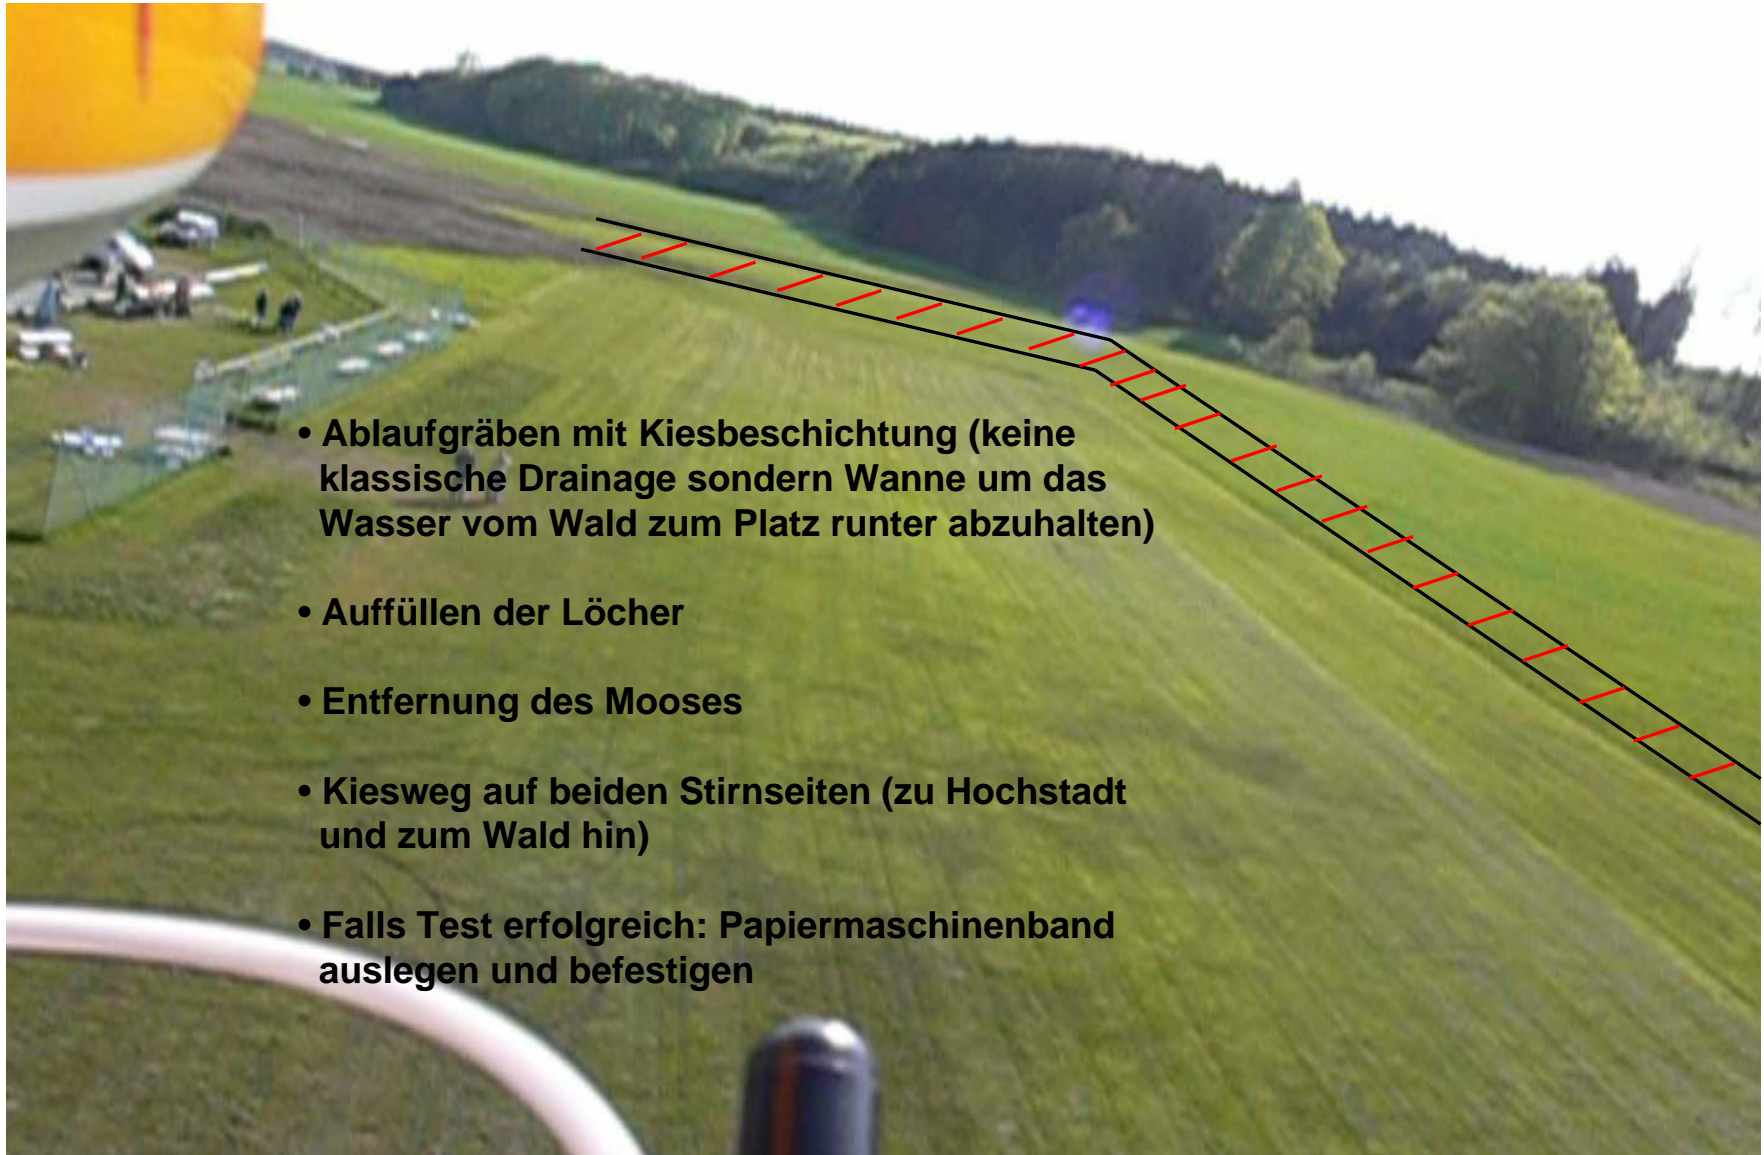 • Ablaufgräben mit Kiesbeschichtung (keine
klassische Drainage sondern Wanne um das
Wasser vom Wald zum Platz runter abzuhalten)
• Auffüllen der Löcher
• Entfernung des Mooses
• Kiesweg auf beiden Stirnseiten (zu Hochstadt
und zum Wald hin)
• Falls Test erfolgreich: Papiermaschinenband
auslegen und befestigen